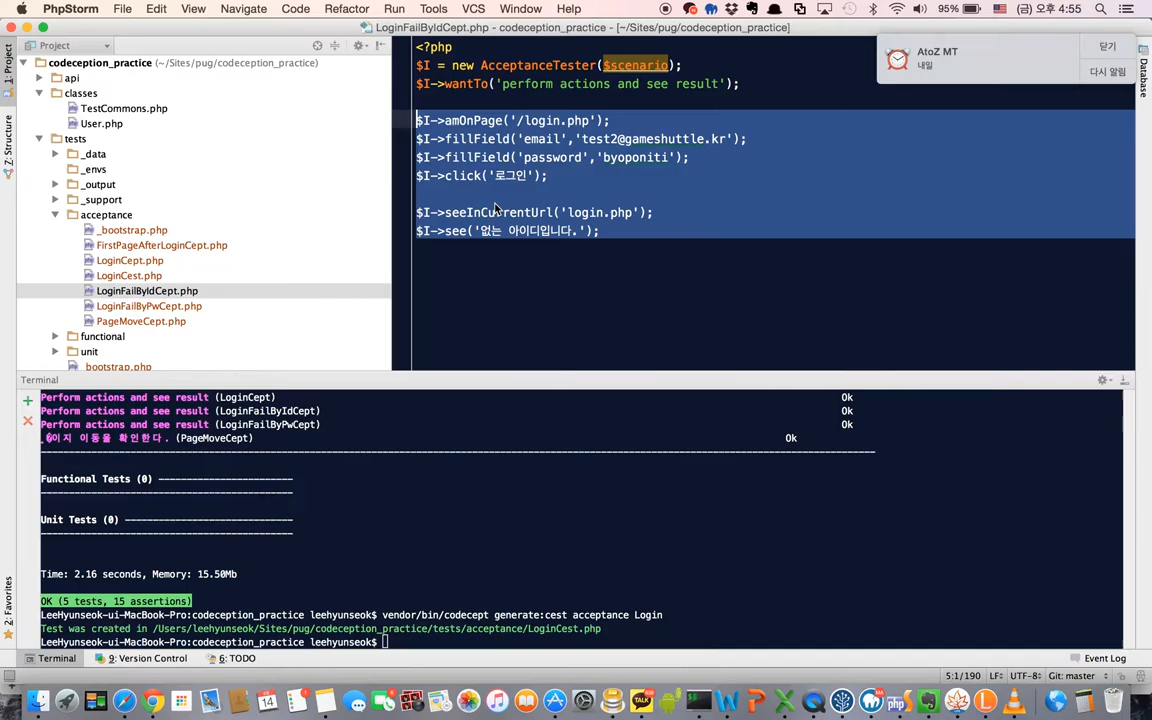 PhpStorm File Edit View Navigate Code Refactor Run Tools VCS Window Help 95% (금) 오후 4:55
LoginFailByIdCept.php - codeception_practice - [~/Sites/pug/codeception_practice]
AtoZ MT
내일
닫기
다시 알림
Project
codeception_practice (~/Sites/pug/codeception_practice)
api
classes
TestCommons.php
User.php
tests
_data
_envs
_output
_support
acceptance
_bootstrap.php
FirstPageAfterLoginCept.php
LoginCept.php
LoginCest.php
LoginFailByIdCept.php
LoginFailByPwCept.php
PageMoveCept.php
functional
unit
_bootstrap.php
1: Project
7: Structure
2: Favorites
Database
<?php
$I = new AcceptanceTester($scenario);
$I->wantTo('perform actions and see result');
$I->amOnPage('/login.php');
$I->fillField('email','test2@gameshuttle.kr');
$I->fillField('password','byoponiti');
$I->click('로그인');
$I->seeInCurrentUrl('login.php');
$I->see('없는 아이디입니다.');
Terminal
Perform actions and see result (LoginCept) Ok
Perform actions and see result (LoginFailByIdCept) Ok
Perform actions and see result (LoginFailByPwCept) Ok
이지 이동을 확인한다. (PageMoveCept) Ok
Functional Tests (0)
Unit Tests (0)
Time: 2.16 seconds, Memory: 15.50Mb
OK (5 tests, 15 assertions)
LeeHyunseok-ui-MacBook-Pro:codeception_practice leehyunseok$ vendor/bin/codecept generate:cest acceptance Login
Test was created in /Users/leehyunseok/Sites/pug/codeception_practice/tests/acceptance/LoginCest.php
LeeHyunseok-ui-MacBook-Pro:codeception_practice leehyunseok$
Terminal 9: Version Control 6: TODO Event Log
5:1/190 LF÷ UTF-8÷ Git: master÷